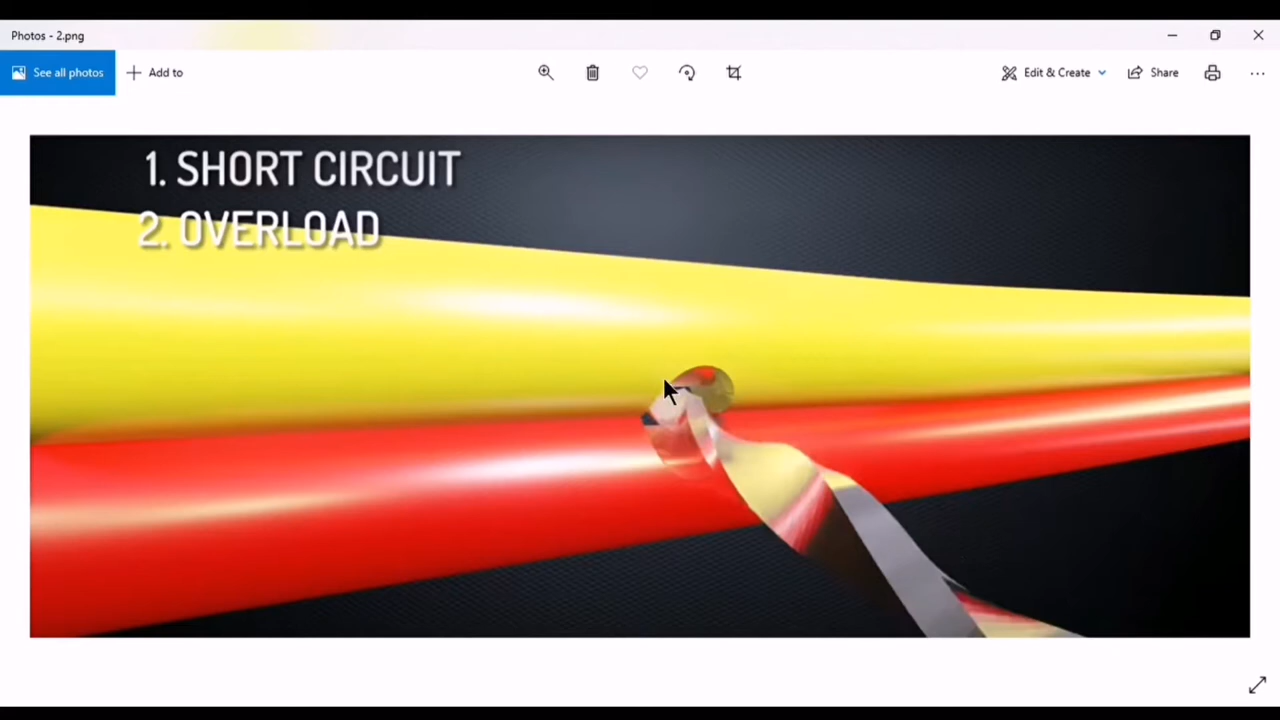 Photos - 2.png
See all photos
Add to
Edit & Create
Share
1. SHORT CIRCUIT
2. OVERLOAD